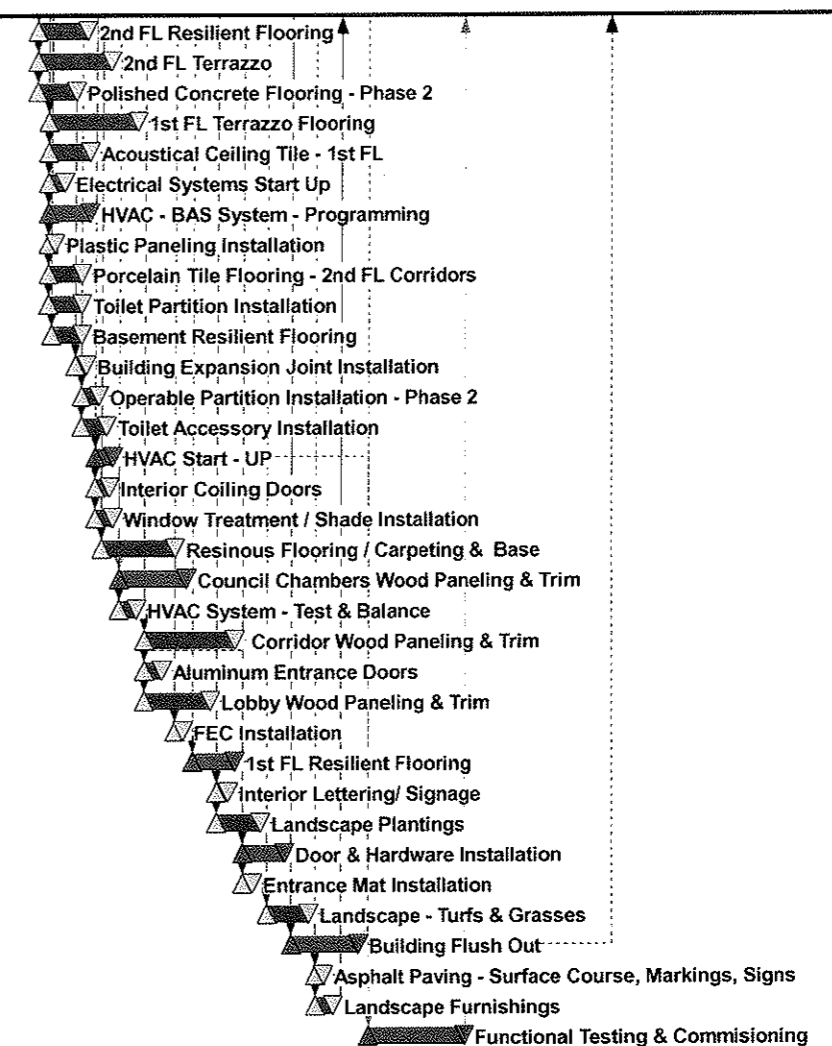 2nd FL Resilient Flooring
2nd FL Terrazzo
Polished Concrete Flooring - Phase 2
1st FL Terrazzo Flooring
Acoustical Ceiling Tile - 1st FL
Electrical Systems Start Up
HVAC - BAS System - Programming
Plastic Paneling Installation
Porcelain Tile Flooring - 2nd FL Corridors
Toilet Partition Installation
Basement Resilient Flooring
Building Expansion Joint Installation
Operable Partition Installation - Phase 2
Toilet Accessory Installation
HVAC Start - UP
Interior Coiling Doors
Window Treatment / Shade Installation
Resinous Flooring / Carpeting & Base
Council Chambers Wood Paneling & Trim
HVAC System - Test & Balance
Corridor Wood Paneling & Trim
Aluminum Entrance Doors
Lobby Wood Paneling & Trim
FEC Installation
1st FL Resilient Flooring
Interior Lettering/ Signage
Landscape Plantings
Door & Hardware Installation
Entrance Mat Installation
Landscape - Turfs & Grasses
Building Flush Out
Asphalt Paving - Surface Course, Markings, Signs
Landscape Furnishings
Functional Testing & Commisioning